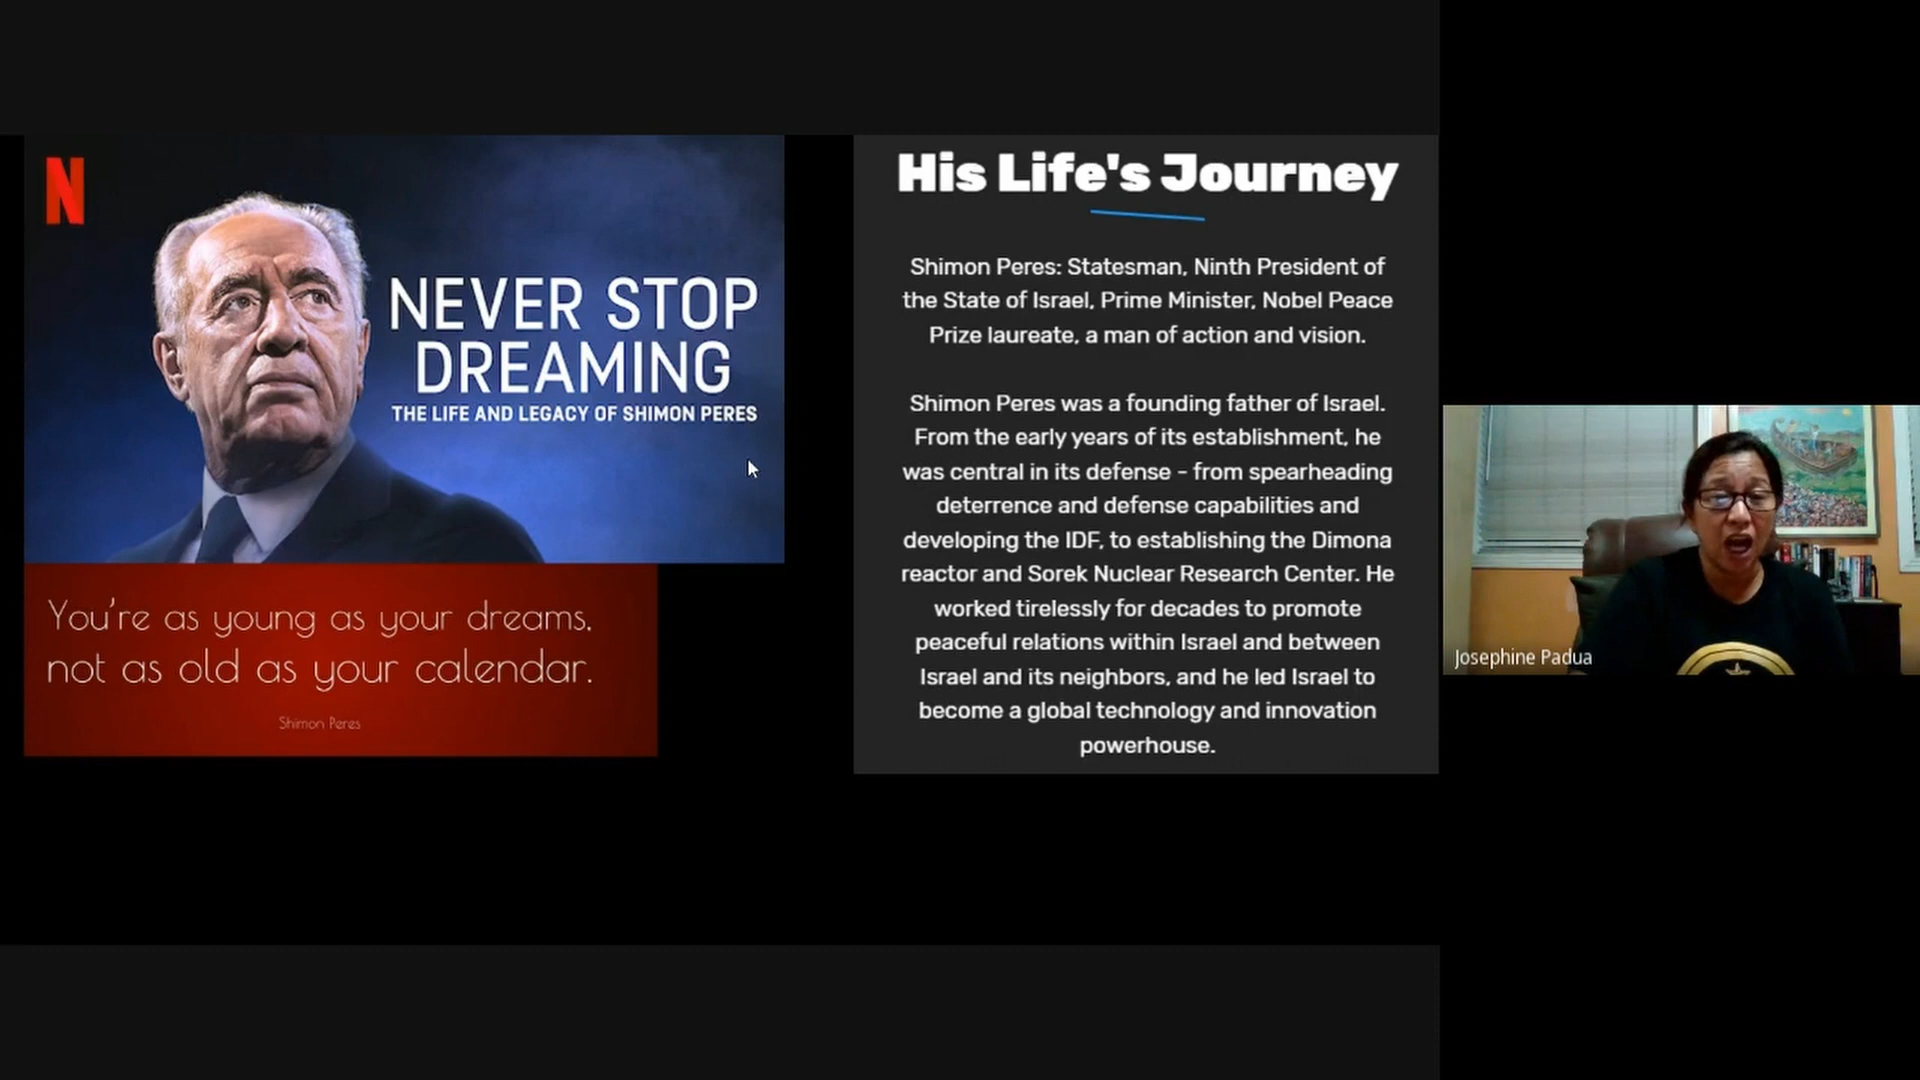 N
NEVER STOP
DREAMING
THE LIFE AND LEGACY OF SHIMON PERES
You're as young as your dreams,
not as old as your calendar.
Shimon Peres
His Life's Journey
Shimon Peres: Statesman, Ninth President of
the State of Israel, Prime Minister, Nobel Peace
Prize laureate, a man of action and vision.
Shimon Peres was a founding father of Israel.
From the early years of its establishment, he
was central in its defense - from spearheading
deterrence and defense capabilities and
developing the IDF, to establishing the Dimona
reactor and Sorek Nuclear Research Center. He
worked tirelessly for decades to promote
peaceful relations within Israel and between
Israel and its neighbors, and he led Israel to
become a global technology and innovation
powerhouse.
Josephine Padua